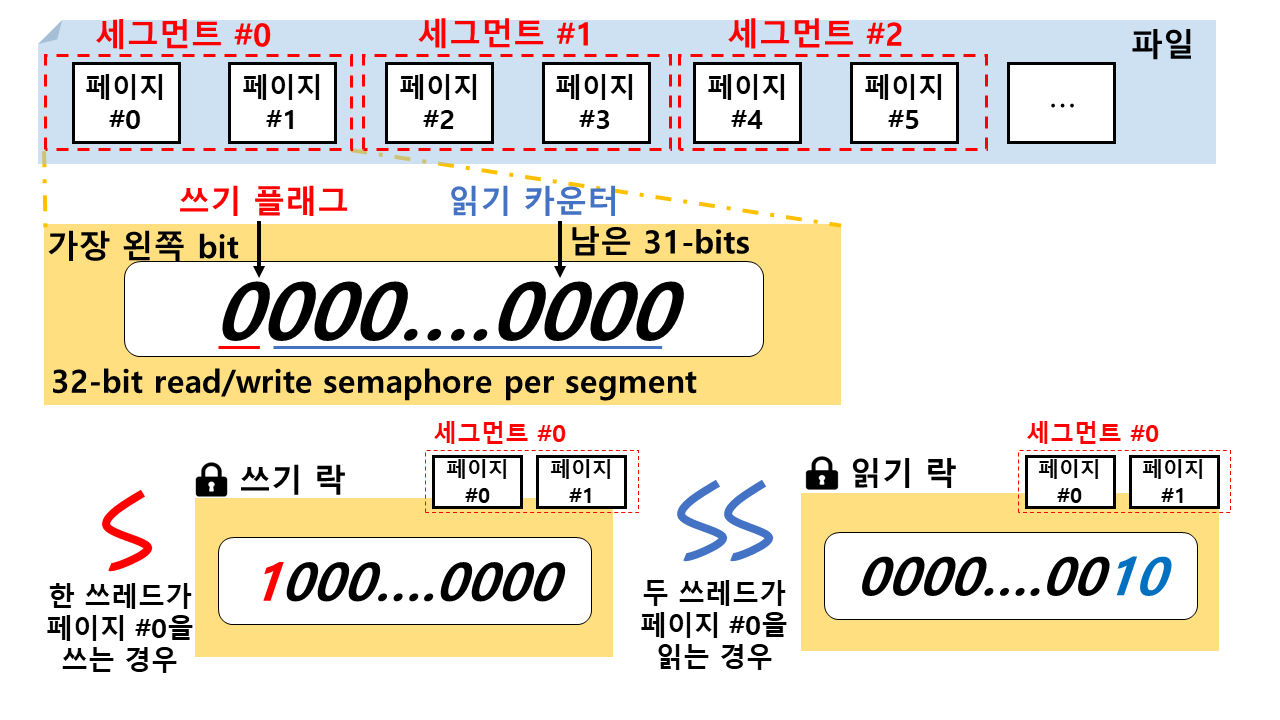 세그먼트 #0
세그먼트 #1
세그먼트 #2
파일
페이지
#0
페이지
#1
페이지
#2
페이지
#3
페이지
#4
페이지
#5
...
쓰기 플래그
읽기 카운터
가장 왼쪽 bit
남은 31-bits
0000....0000
32-bit read/write semaphore per segment
쓰기 락
세그먼트 #0
페이지
#0
페이지
#1
1000....0000
한 쓰레드가
페이지 #0을
쓰는 경우
읽기 락
세그먼트 #0
페이지
#0
페이지
#1
0000....0010
두 쓰레드가
페이지 #0을
읽는 경우